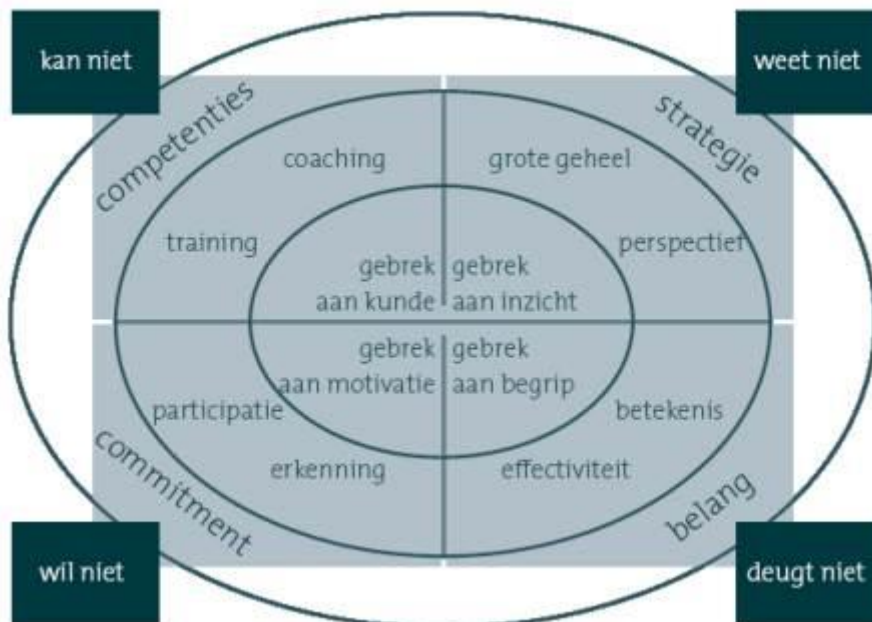 kan niet
weet niet
competenties
strategie
coaching
grote geheel
training
perspectief
gebrek
aan kunde
gebrek
aan inzicht
gebrek
aan motivatie
gebrek
aan begrip
participatie
betekenis
erkenning
effectiviteit
commitment
belang
wil niet
deugt niet